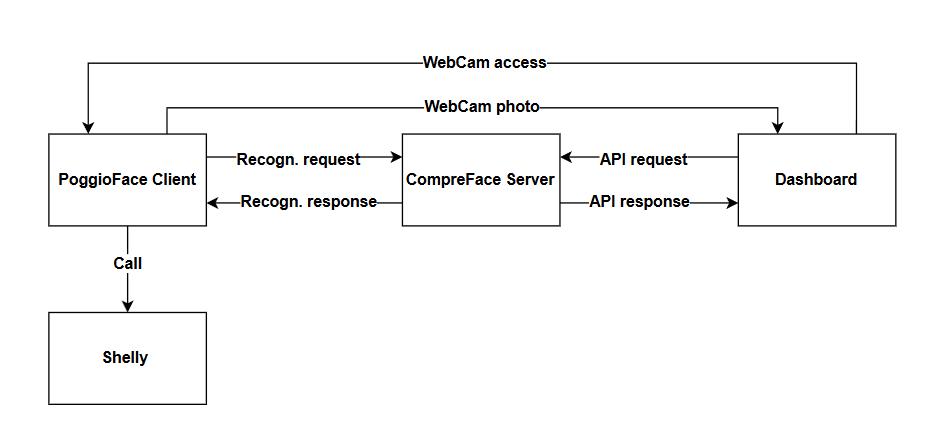 WebCam access
WebCam photo
Recogn. request
API request
PoggioFace Client
CompreFace Server
Dashboard
Recogn. response
API response
Call
Shelly